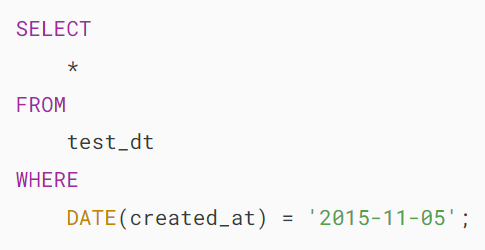 SELECT
    *
FROM
    test_dt
WHERE
    DATE(created_at) = '2015-11-05';